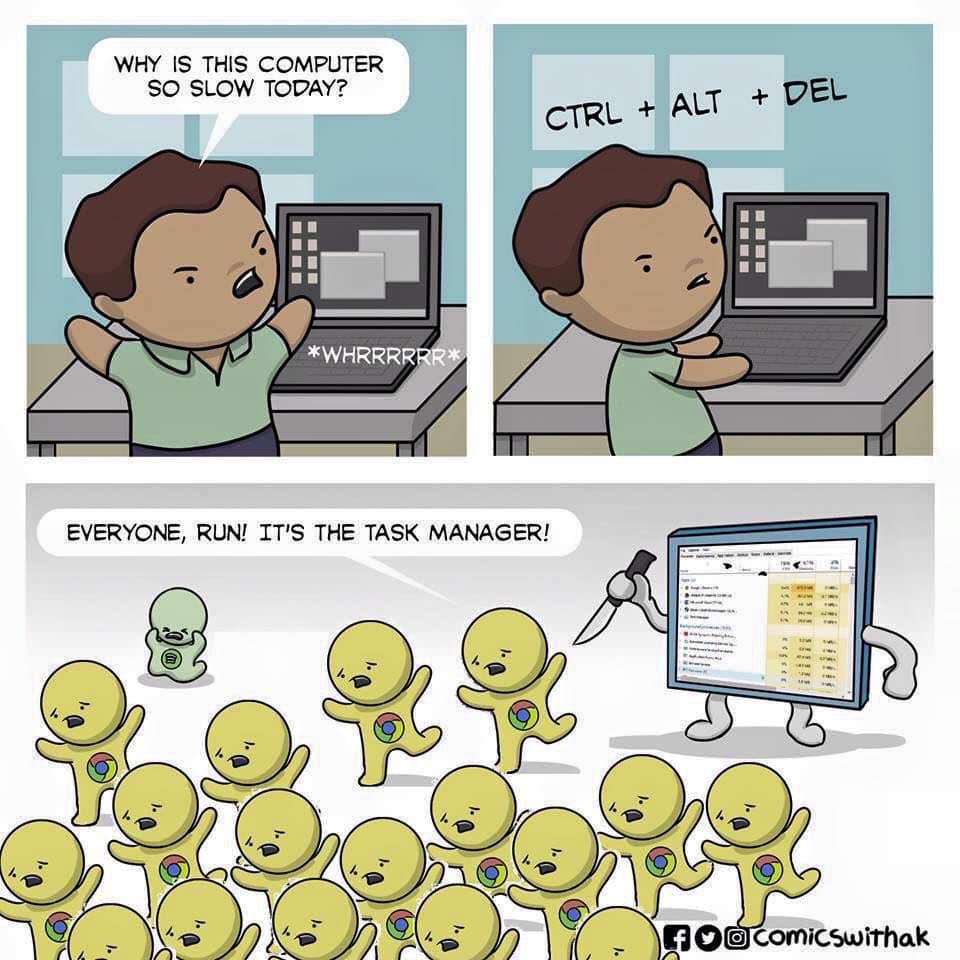 WHY IS THIS COMPUTER
SO SLOW TODAY?
*WHRRRRRR*
CTRL + ALT + DEL
EVERYONE, RUN! IT'S THE TASK MANAGER!
comicswithak